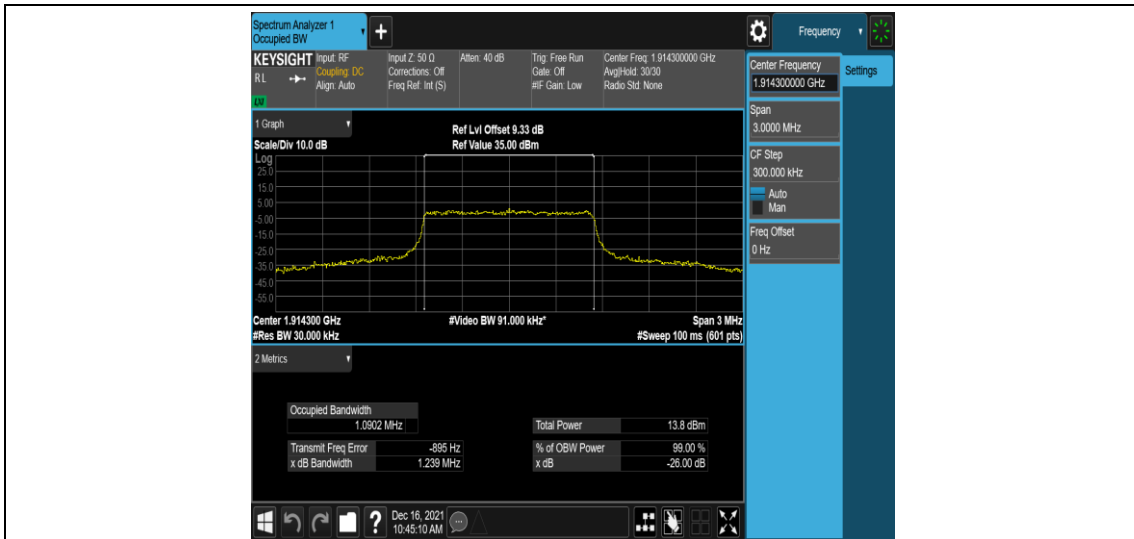 Spectrum Analyzer 1
Occupied BW
Frequency
KEYSIGHT
RL
LXI
Input: RF
Coupling: DC
Align: Auto
Input Z: 50 Ω
Corrections: Off
Freq Ref: Int (S)
Atten: 40 dB
Trig: Free Run
Gate: Off
#IF Gain: Low
Center Freq: 1.914300000 GHz
Avg|Hold: 30/30
Radio Std: None
Center Frequency
1.914300000 GHz
Settings
Span
3.0000 MHz
CF Step
300.000 kHz
Auto
Man
Freq Offset
0 Hz
1 Graph
Scale/Div 10.0 dB
Ref Lvl Offset 9.33 dB
Ref Value 35.00 dBm
Log
25.0
15.0
5.00
-5.00
-15.0
-25.0
-35.0
-45.0
-55.0
Center 1.914300 GHz
#Video BW 91.000 kHz*
Span 3 MHz
#Res BW 30.000 kHz
#Sweep 100 ms (601 pts)
2 Metrics
Occupied Bandwidth
1.0902 MHz
Total Power 13.8 dBm
Transmit Freq Error -895 Hz
% of OBW Power 99.00 %
x dB Bandwidth 1.239 MHz
x dB -26.00 dB
?
Dec 16, 2021
10:45:10 AM